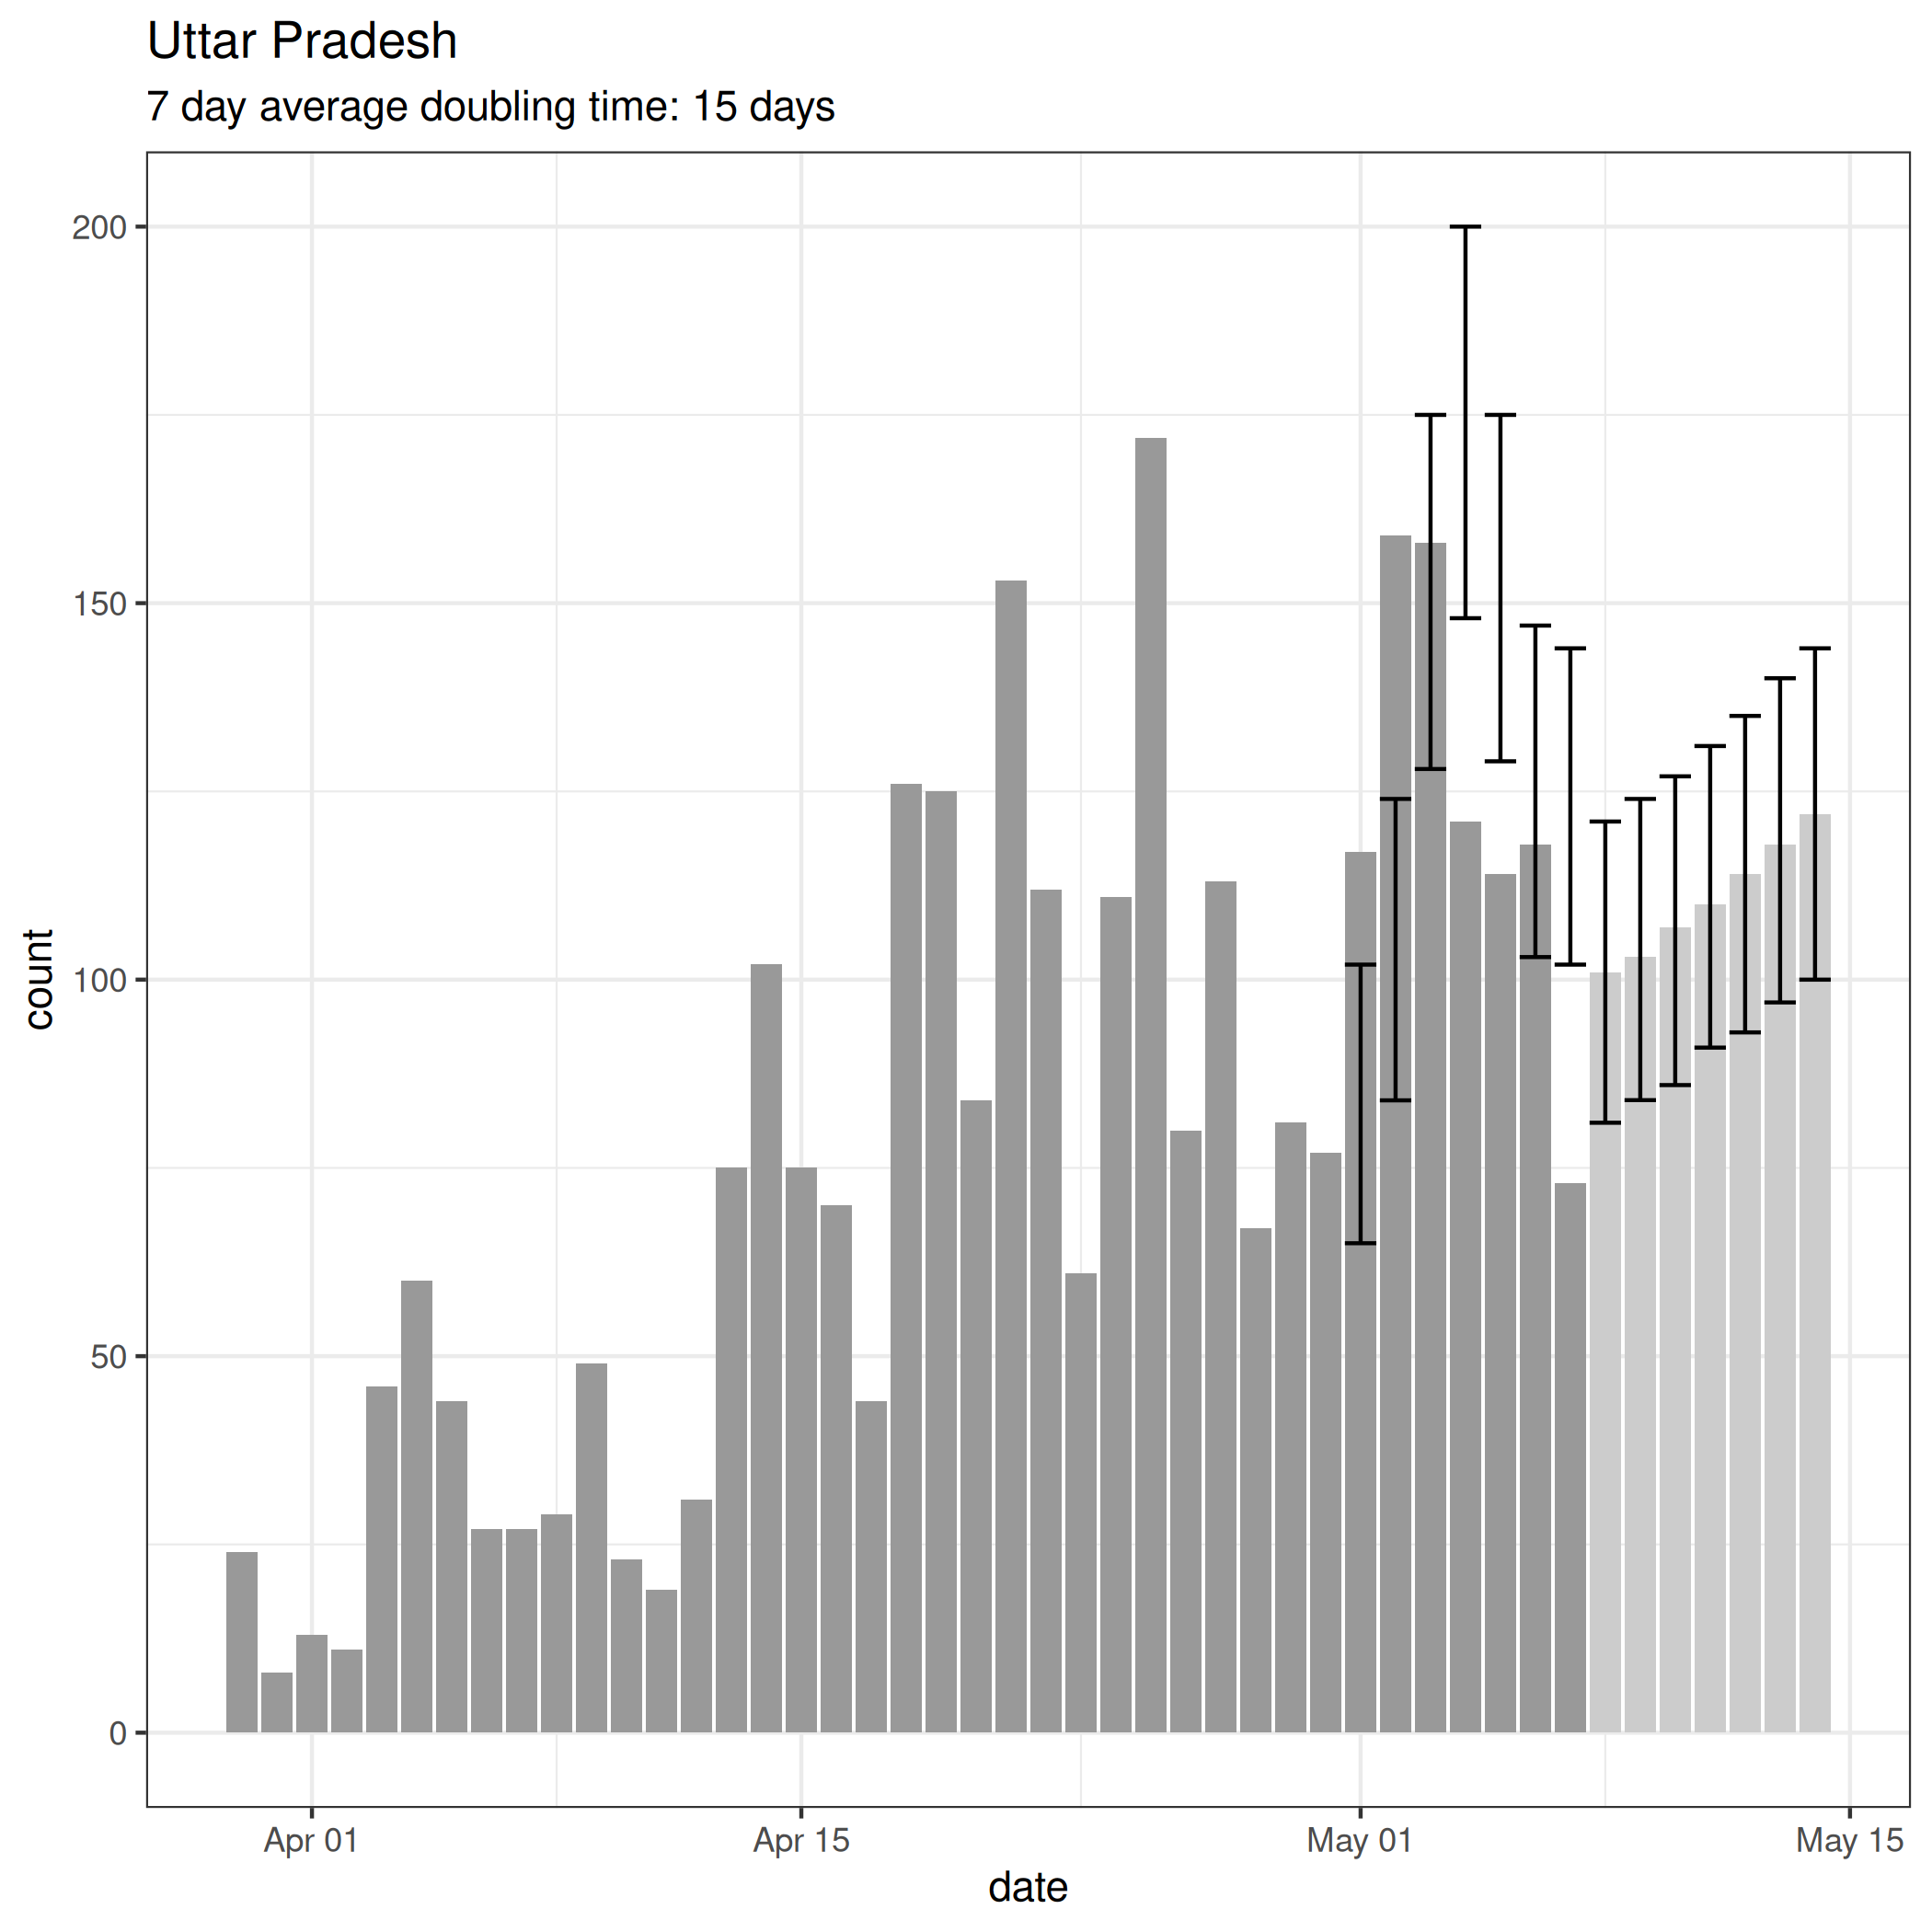 Uttar Pradesh
7 day average doubling time: 15 days
200
150
100
50
0
count
Apr 01
Apr 15
May 01
May 15
date